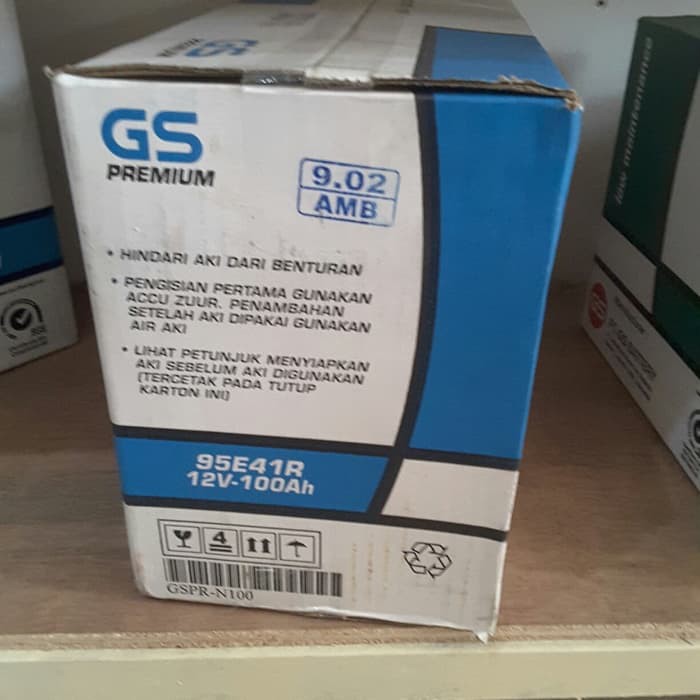 GS
PREMIUM
9.02
AMB
• HINDARI AKI DARI BENTURAN
• PENGISIAN PERTAMA GUNAKAN
ACCU ZUUR. PENAMBAHAN
SETELAH AKI DIPAKAI GUNAKAN
AIR AKI
• LIHAT PETUNJUK MENYIAPKAN
AKI SEBELUM AKI DIGUNAKAN
(TERCETAK PADA TUTUP
KARTON INI)
95E41R
12V-100Ah
4
GSPR-N100
low maintenance